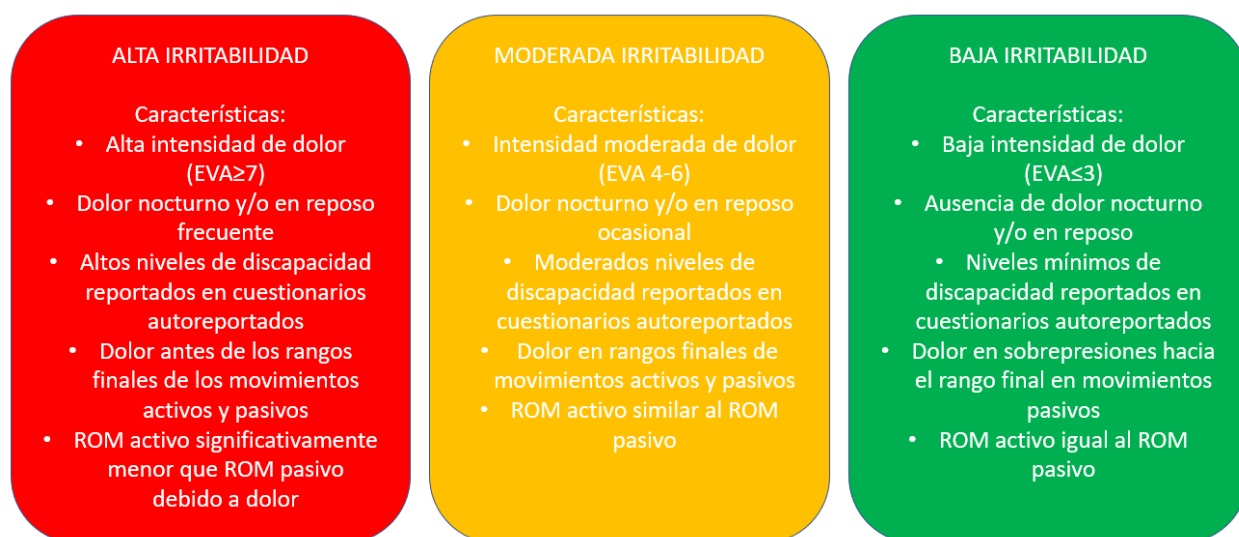 ALTA IRRITABILIDAD
Características:
• Alta intensidad de dolor
(EVA≥7)
• Dolor nocturno y/o en reposo
frecuente
• Altos niveles de discapacidad
reportados en cuestionarios
autoreportados
• Dolor antes de los rangos
finales de los movimientos
activos y pasivos
• ROM activo significativamente
menor que ROM pasivo
debido a dolor
MODERADA IRRITABILIDAD
Características:
• Intensidad moderada de dolor
(EVA 4-6)
• Dolor nocturno y/o en reposo
ocasional
• Moderados niveles de
discapacidad reportados en
cuestionarios autoreportados
• Dolor en rangos finales de
movimientos activos y pasivos
• ROM activo similar al ROM
pasivo
BAJA IRRITABILIDAD
Características:
• Baja intensidad de dolor
(EVA≤3)
• Ausencia de dolor nocturno
y/o en reposo
• Niveles mínimos de
discapacidad reportados en
cuestionarios autoreportados
• Dolor en sobrepresiones hacia
el rango final en movimientos
pasivos
• ROM activo igual al ROM
pasivo